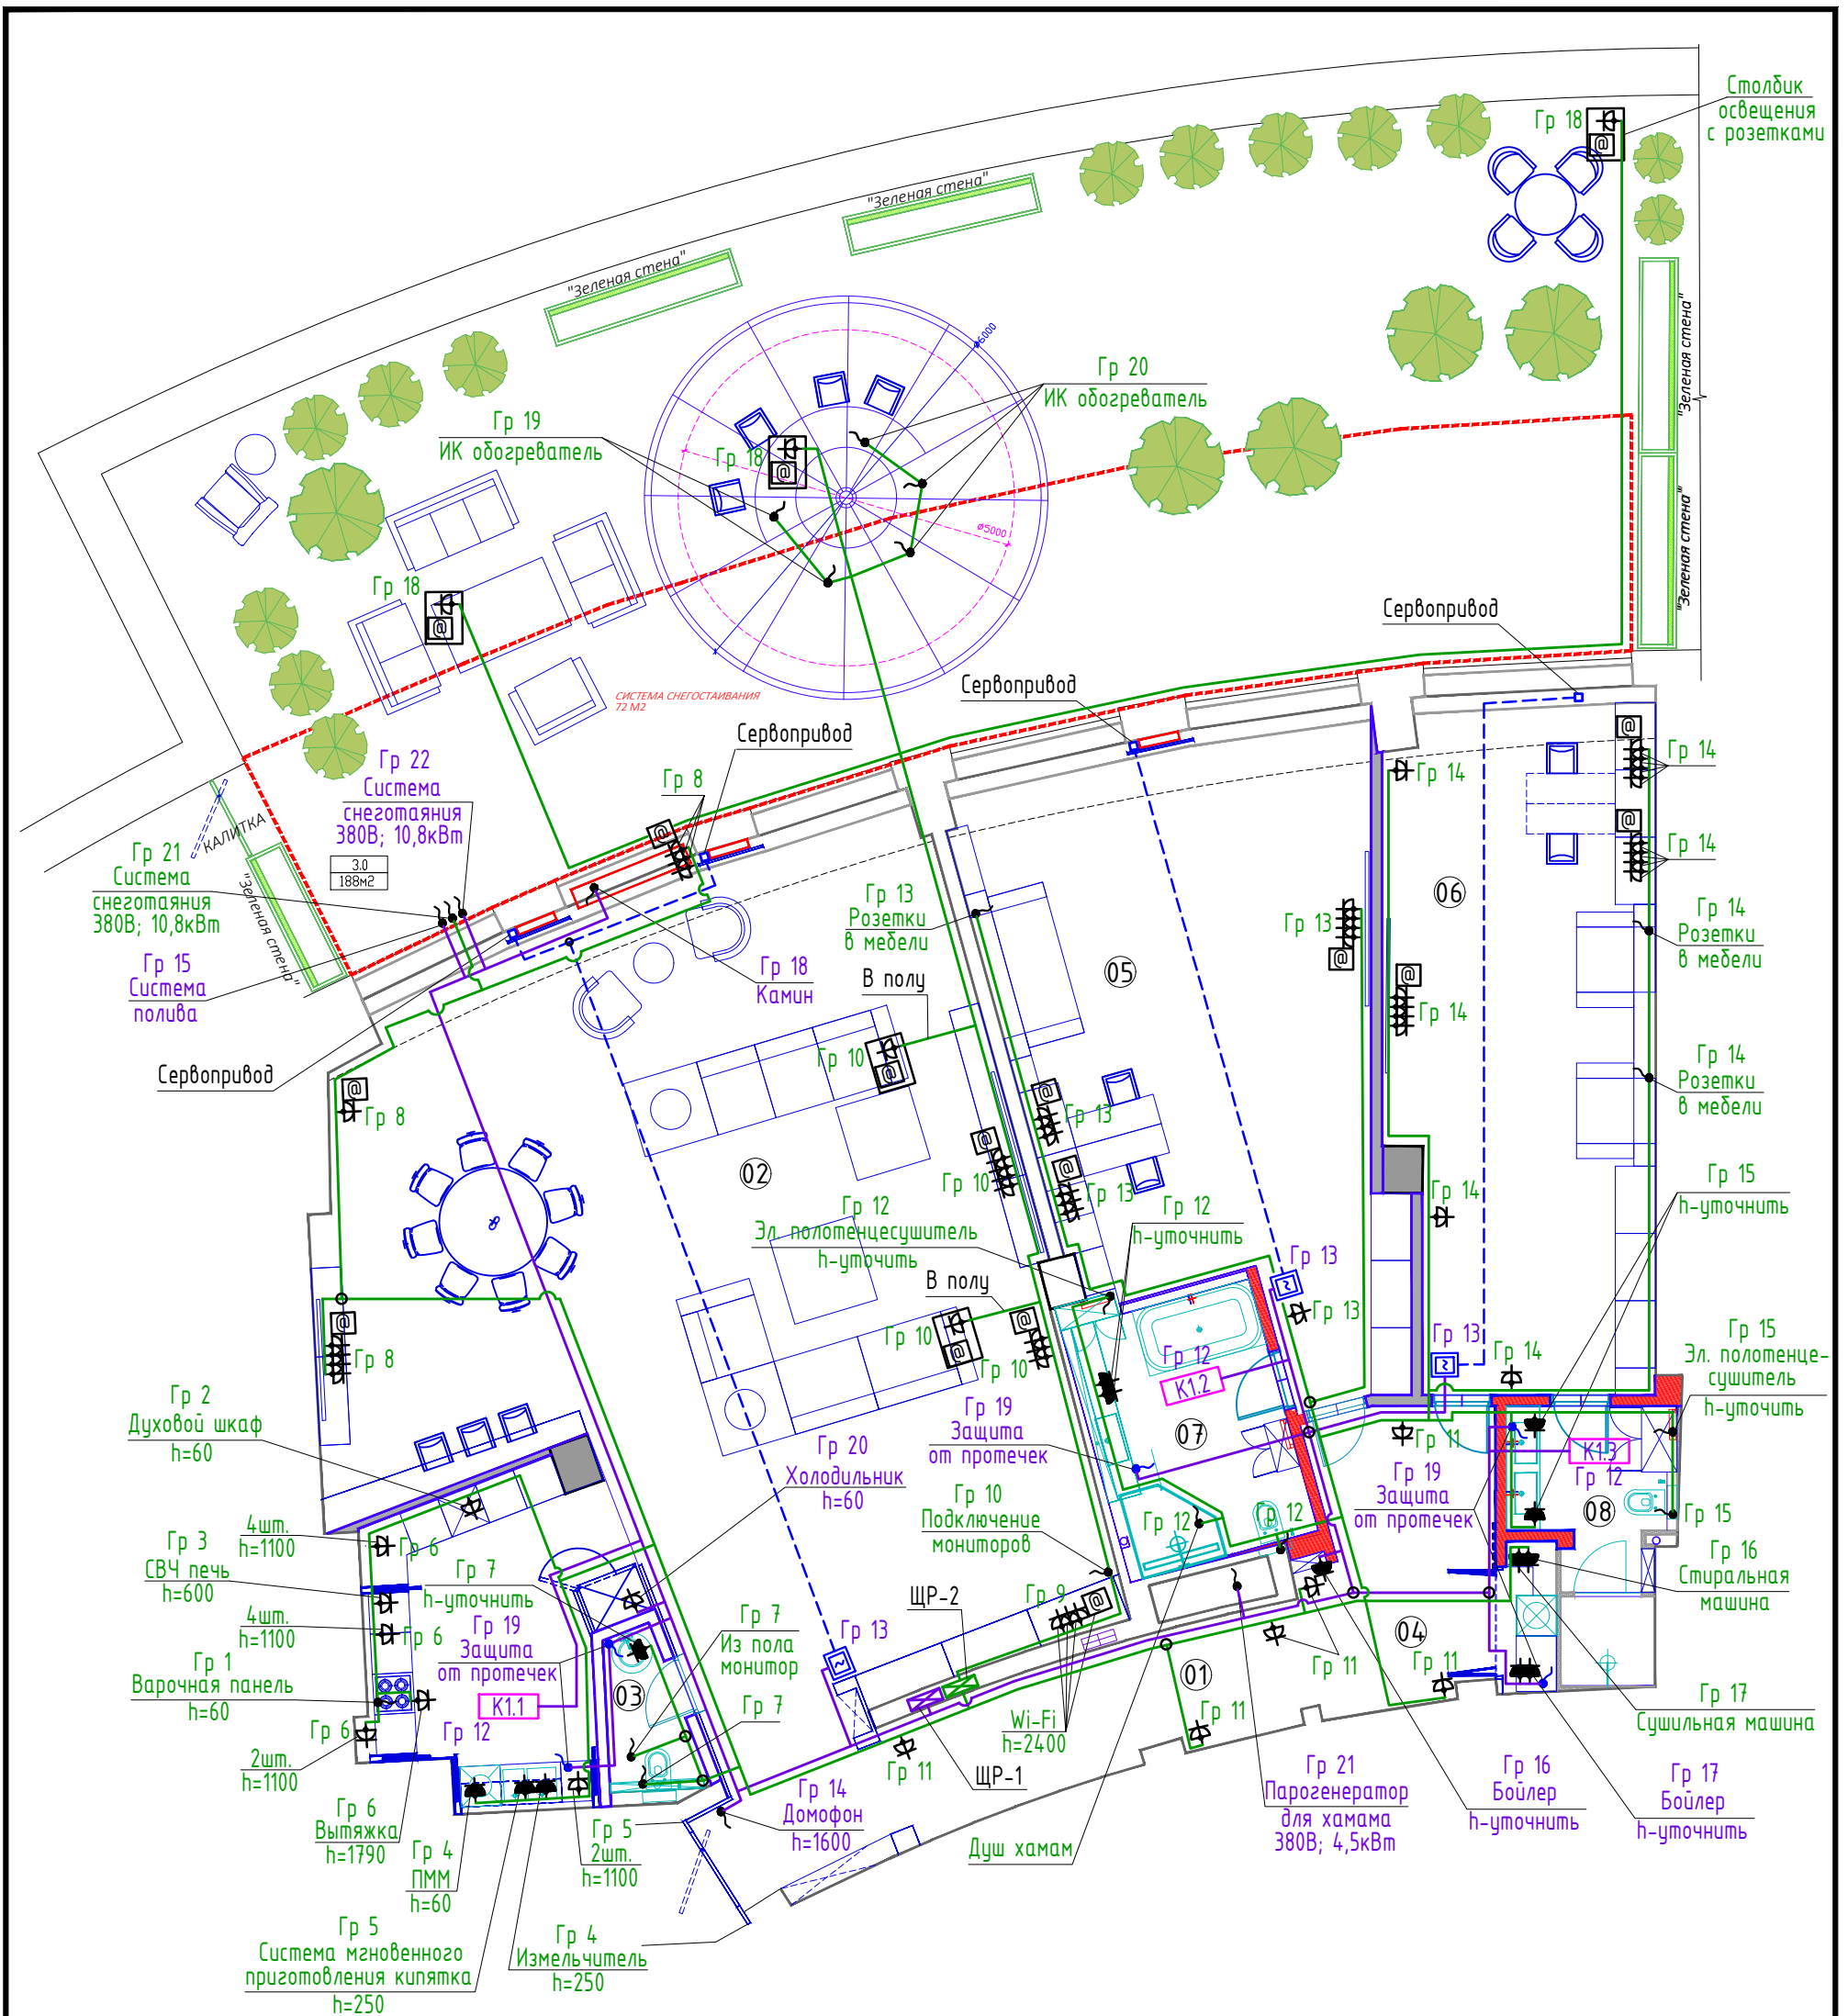 Столбик
освещения
с розетками
Гр 18
"Зеленая стена"
"Зеленая стена"
"Зеленая стена"
"Зеленая стена"
ø6000
Гр 20
ИК обогреватель
Гр 19
ИК обогреватель
Гр 18
ø5000
Гр 18
Сервопривод
Сервопривод
СИСТЕМА СНЕГОСТАИВАНИЯ
72 М2
Сервопривод
Гр 22
Система
снеготаяния
380В; 10,8кВт
Гр 8
КАЛИТКА
3.0
188м2
"Зеленая стена"
Гр 21
Система
снеготаяния
380В; 10,8кВт
Гр 15
Система
полива
Сервопривод
Гр 18
Камин
Гр 13
Розетки
в мебели
В полу
05
06
Гр 14
Гр 14
Гр 14
Гр 13
Гр 14
Гр 14
Розетки
в мебели
Гр 14
Розетки
в мебели
Гр 10
Гр 8
02
Гр 10
Гр 13
Гр 13
Гр 12
Эл. полотенцесушитель
h-уточить
Гр 12
h-уточнить
Гр 14
Гр 15
h-уточнить
В полу
Гр 13
Гр 13
Гр 13
Гр 14
Гр 8
Гр 10
Гр 10
Гр 12
К1.2
Гр 15
Эл. полотенце-
сушитель
h-уточить
Гр 2
Духовой шкаф
h=60
Гр 20
Холодильник
h=60
Гр 19
Защита
от протечек
07
Гр 11
К1.3
Гр 12
Гр 19
Защита
от протечек
08
Гр 15
Гр 10
Подключение
мониторов
Гр 12
Гр 12
4шт.
h=1100
Гр 6
Гр 3
СВЧ печь
h=600
4шт.
h=1100
Гр 6
Гр 7
h-уточнить
Гр 19
Защита
от протечек
Гр 7
Из пола
монитор
ЩР-2
Гр 9
Гр 13
Гр 16
Стиральная
машина
04
01
Гр 11
Гр 11
Гр 1
Варочная панель
h=60
К1.1
03
Гр 7
Гр 6
2шт.
h=1100
Гр 12
Wi-Fi
h=2400
Гр 11
Гр 11
ЩР-1
Гр 17
Сушильная машина
Гр 6
Вытяжка
h=1790
Гр 4
ПММ
h=60
Гр 5
2шт.
h=1100
Гр 14
Домофон
h=1600
Душ хамам
Гр 21
Парогенератор
для хамама
380В; 4,5кВт
Гр 16
Бойлер
h-уточнить
Гр 17
Бойлер
h-уточнить
Гр 5
Система мгновенного
приготовления кипятка
h=250
Гр 4
Измельчитель
h=250